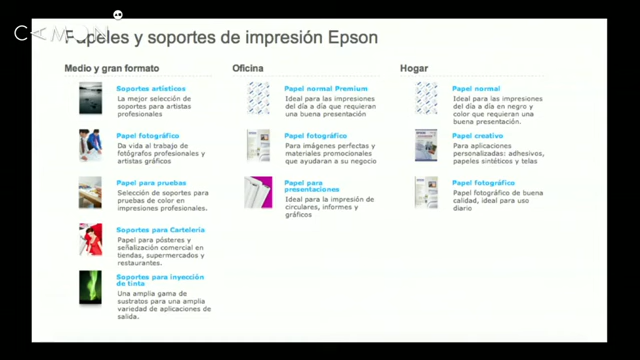 CAMON
Papeles y soportes de impresión Epson
Medio y gran formato
Soportes artísticos
La mejor selección de
soportes para artistas
profesionales
Papel fotográfico
Da vida al trabajo de
fotógrafos profesionales y
artistas gráficos
Papel para pruebas
Selección de soportes para
pruebas de color en
impresiones profesionales.
Soportes para Cartelería
Papel para pósteres y
señalización comercial en
tiendas, supermercados y
restaurantes.
Soportes para inyección
de tinta
Una amplia gama de
sustratos para una amplia
variedad de aplicaciones de
salida.
Oficina
Papel normal Premium
Ideal para las impresiones
del día a día que requieran
una buena presentación
Papel fotográfico
Para imágenes perfectas y
materiales promocionales
que ayudaran a su negocio
Papel para
presentaciones
Ideal para la impresión de
circulares, informes y
gráficos
Hogar
Papel normal
Ideal para las impresiones
del día a día en negro y
color que requieran una
buena presentación.
Papel creativo
Para aplicaciones
personalizadas: adhesivos,
papeles sintéticos y telas
Papel fotográfico
Papel fotográfico de buena
calidad, ideal para uso
diario